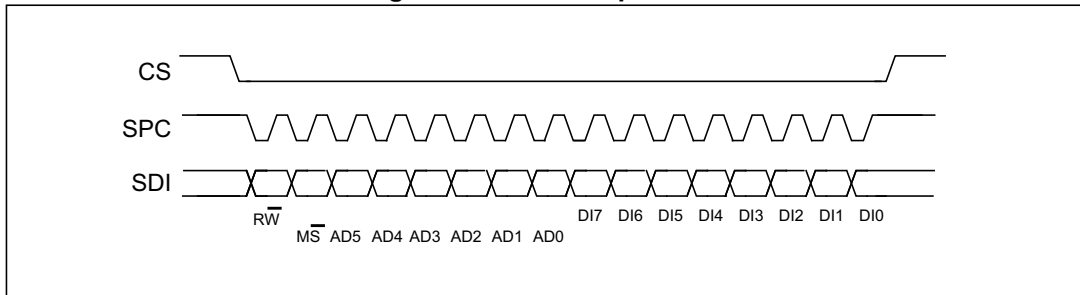 CS
SPC
SDI
RW̅
DI7 DI6 DI5 DI4 DI3 DI2 DI1 DI0
MS̅ AD5 AD4 AD3 AD2 AD1 AD0